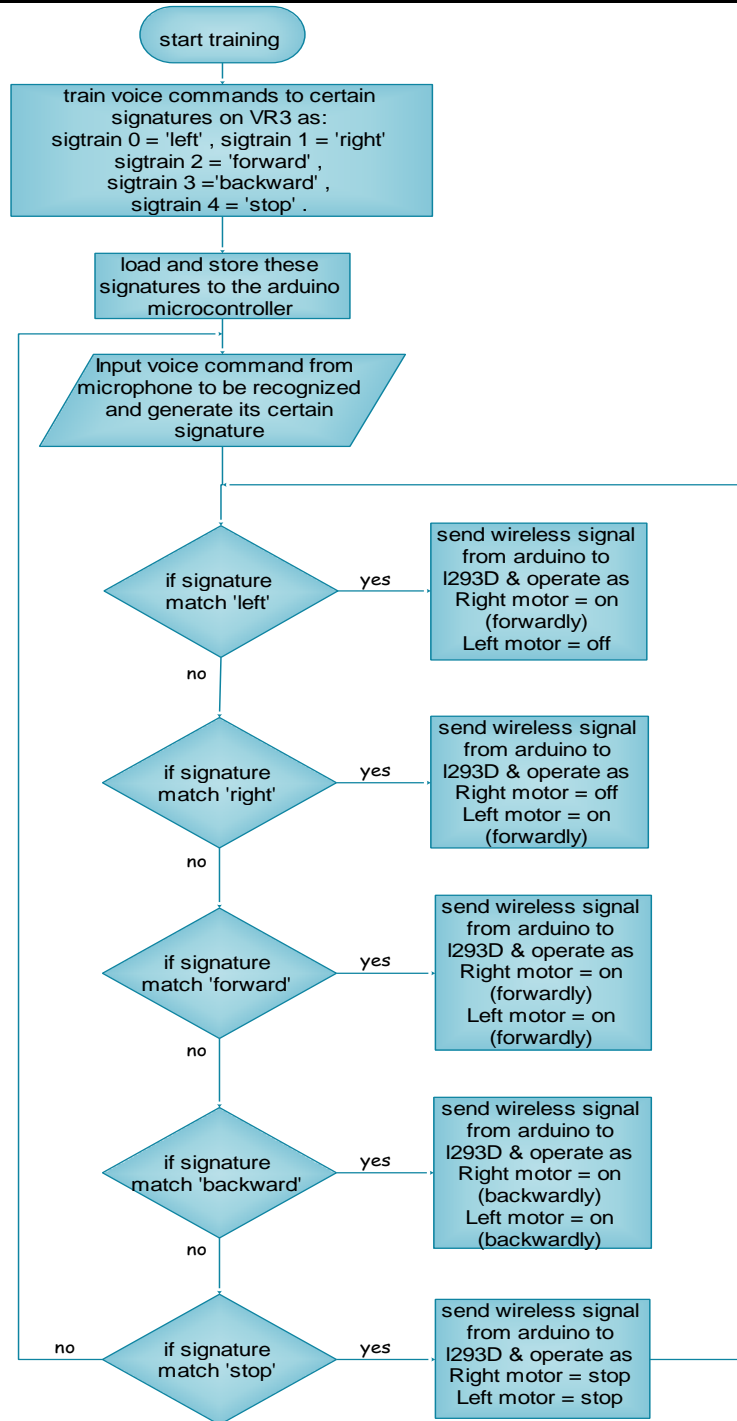 start training
train voice commands to certain
signatures on VR3 as:
sigtrain 0 = 'left' , sigtrain 1 = 'right'
sigtrain 2 = 'forward' ,
sigtrain 3 ='backward' ,
sigtrain 4 = 'stop' .
load and store these
signatures to the arduino
microcontroller
Input voice command from
microphone to be recognized
and generate its certain
signature
if signature
match 'left'
yes
send wireless signal
from arduino to
l293D & operate as
Right motor = on
(forwardly)
Left motor = off
no
if signature
match 'right'
yes
send wireless signal
from arduino to
l293D & operate as
Right motor = off
Left motor = on
(forwardly)
no
if signature
match 'forward'
yes
send wireless signal
from arduino to
l293D & operate as
Right motor = on
(forwardly)
Left motor = on
(forwardly)
no
if signature
match 'backward'
yes
send wireless signal
from arduino to
l293D & operate as
Right motor = on
(backwardly)
Left motor = on
(backwardly)
no
no
if signature
match 'stop'
yes
send wireless signal
from arduino to
l293D & operate as
Right motor = stop
Left motor = stop